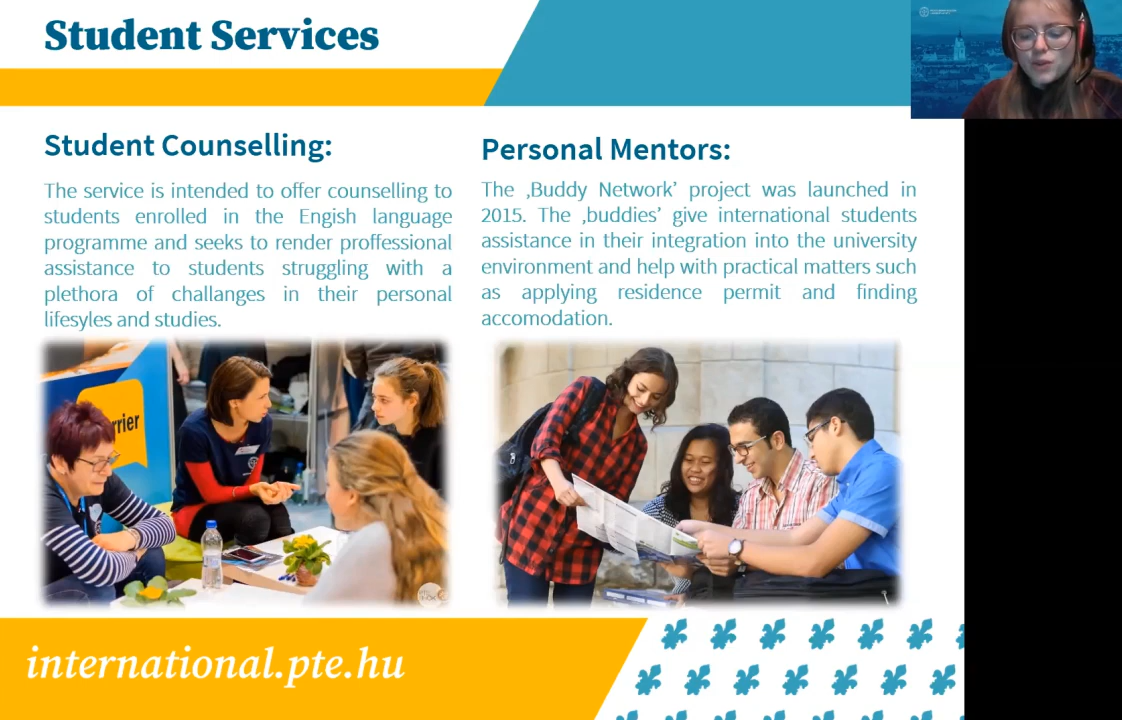 Student Services
Student Counselling:
The service is intended to offer counselling to
students enrolled in the Engish language
programme and seeks to render proffessional
assistance to students struggling with a
plethora of challanges in their personal
lifesyles and studies.
Personal Mentors:
The ‚Buddy Network’ project was launched in
2015. The ‚buddies’ give international students
assistance in their integration into the university
environment and help with practical matters such
as applying residence permit and finding
accomodation.
rrier
international.pte.hu